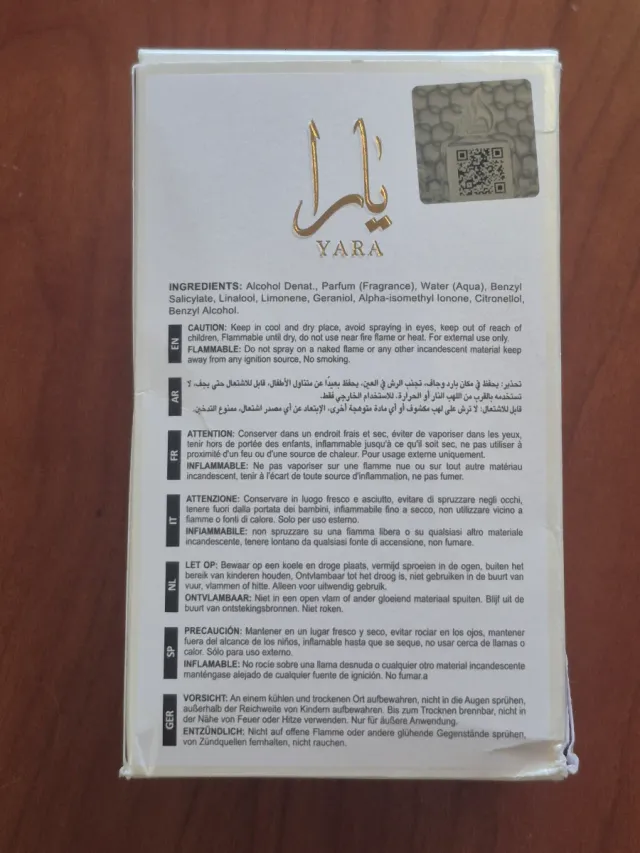 يارا
YARA
INGREDIENTS: Alcohol Denat., Parfum (Fragrance), Water (Aqua), Benzyl
Salicylate, Linalool, Limonene, Geraniol, Alpha-isomethyl Ionone, Citronellol,
Benzyl Alcohol.
EN
CAUTION: Keep in cool and dry place, avoid spraying in eyes, keep out of reach of
children, Flammable until dry, do not use near fire flame or heat. For external use only.
FLAMMABLE: Do not spray on a naked flame or any other incandescent material keep
away from any ignition source, No smoking.
AR
تحذير: يحفظ في مكان بارد وجاف، تجنب الرش في العين، يحفظ بعيدًا عن متناول الأطفال، قابل للاشتعال حتى يجف، لا
تستخدمه بالقرب من اللهب النار أو الحرارة. للاستخدام الخارجي فقط.
قابل للاشتعال: لا ترش على لهب مكشوف أو أي مادة متوهجة أخرى، الإبتعاد عن أي مصدر اشتعال، ممنوع التدخين.
FR
ATTENTION: Conserver dans un endroit frais et sec, éviter de vaporiser dans les yeux,
tenir hors de portée des enfants, inflammable jusqu'à ce qu'il soit sec, ne pas utiliser à
proximité d'un feu ou d'une source de chaleur. Pour usage externe uniquement.
INFLAMMABLE: Ne pas vaporiser sur une flamme nue ou sur tout autre matériau
incandescent, tenir à l'écart de toute source d'inflammation, ne pas fumer.
IT
ATTENZIONE: Conservare in luogo fresco e asciutto, evitare di spruzzare negli occhi,
tenere fuori dalla portata dei bambini, infiammabile fino a secco, non utilizzare vicino a
fiamme o fonti di calore. Solo per uso esterno.
INFIAMMABILE: non spruzzare su una fiamma libera o su qualsiasi altro materiale
incandescente, tenere lontano da qualsiasi fonte di accensione, non fumare.
NL
LET OP: Bewaar op een koele en droge plaats, vermijd sproeien in de ogen, buiten het
bereik van kinderen houden, Ontvlambaar tot het droog is, niet gebruiken in de buurt van
vuur, vlammen of hitte. Alleen voor uitwendig gebruik.
ONTVLAMBAAR: Niet in een open vlam of ander gloeiend materiaal spuiten. Blijf uit de
buurt van ontstekingsbronnen. Niet roken.
SP
PRECAUCIÓN: Mantener en un lugar fresco y seco, evitar rociar en los ojos, mantener
fuera del alcance de los niños, inflamable hasta que se seque, no usar cerca de llamas o
calor. Sólo para uso externo.
INFLAMABLE: No rocíe sobre una llama desnuda o cualquier otro material incandescente
manténgase alejado de cualquier fuente de ignición. No fumar.a
GER
VORSICHT: An einem kühlen und trockenen Ort aufbewahren, nicht in die Augen sprühen,
außerhalb der Reichweite von Kindern aufbewahren. Bis zum Trocknen brennbar, nicht in
der Nähe von Feuer oder Hitze verwenden. Nur für äußere Anwendung.
ENTZÜNDLICH: Nicht auf offene Flamme oder andere glühende Gegenstände sprühen,
von Zündquellen fernhalten, nicht rauchen.